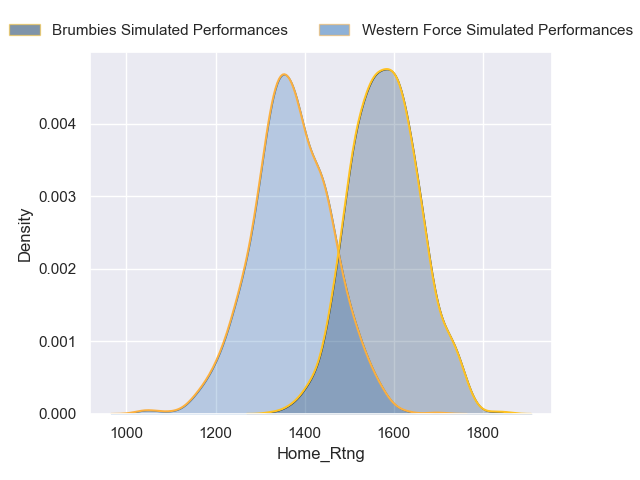 Brumbies Simulated Performances
Western Force Simulated Performances
0.004
0.003
0.002
0.001
0.000
Density
1000 1200 1400 1600 1800
Home_Rtng